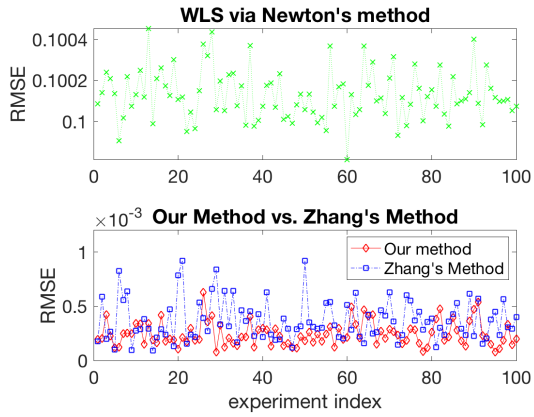 WLS via Newton's method
0.1004
0.1002
0.1
RMSE
0 20 40 60 80 100
×10^-3
Our Method vs. Zhang's Method
1
0.5
0
RMSE
Our method
Zhang's Method
0 20 40 60 80 100
experiment index